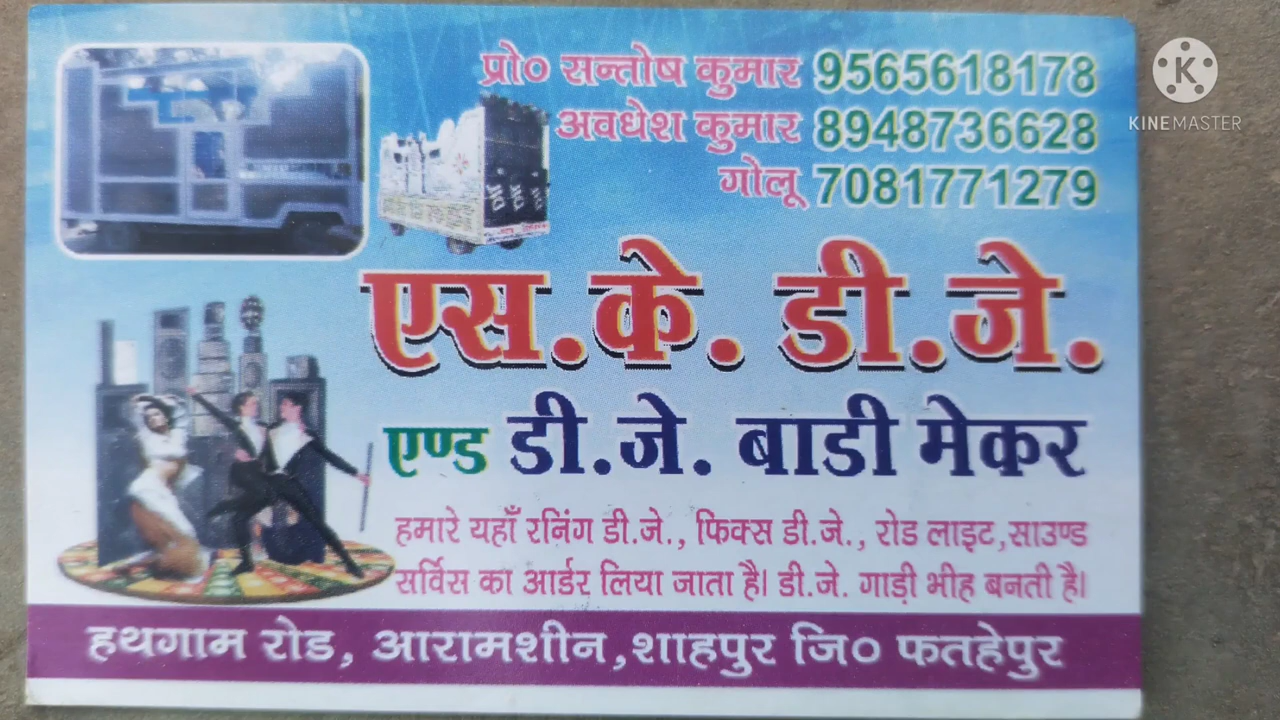 प्रो० सन्तोष कुमार 9565618178
अवधेश कुमार 8948736628
गोलू 7081771279
KINEMASTER
एस.के. डी.जे.
एण्ड डी.जे. बाडी मेकर
हमारे यहाँ रनिंग डी.जे., फिक्स डी.जे., रोड लाइट,साउण्ड
सर्विस का आर्डर लिया जाता है। डी.जे. गाड़ी भीह बनती है।
हथगाम रोड, आरामशीन,शाहपुर जि० फतहेपुर